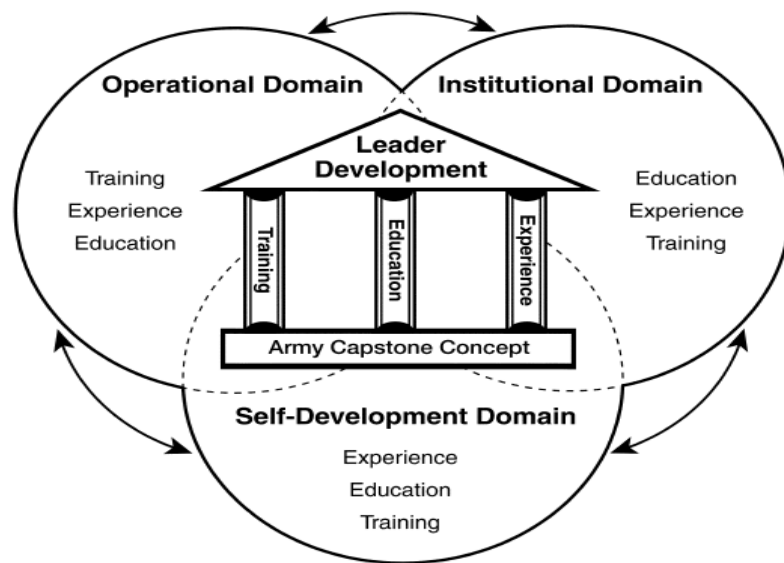 Operational Domain
Institutional Domain
Leader
Development
Training
Experience
Education
Education
Experience
Training
Training
Education
Experience
Army Capstone Concept
Self-Development Domain
Experience
Education
Training